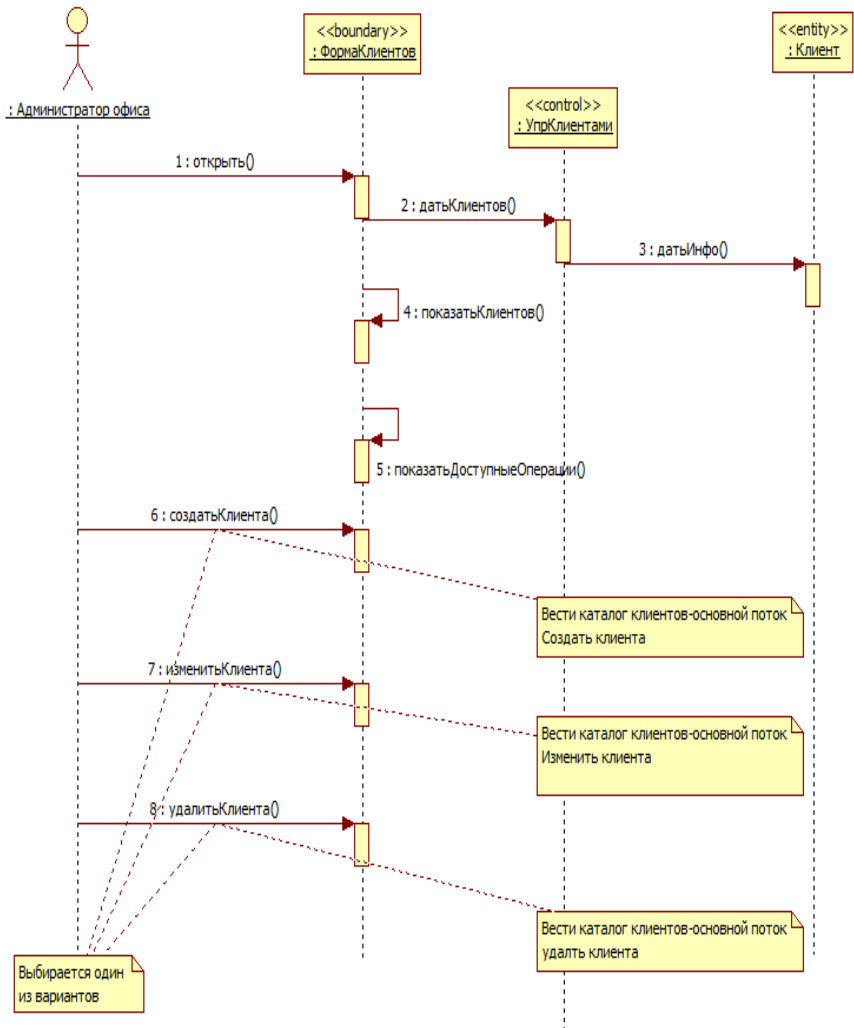 <<boundary>>
: ФормаКлиентов
<<entity>>
: Клиент
: Администратор офиса
<<control>>
: УпрКлиентами
1 : открыть()
2 : датьКлиентов()
3 : датьИнфо()
4 : показатьКлиентов()
5 : показатьДоступныеОперации()
6 : создатьКлиента()
Вести каталог клиентов-основной поток
Создать клиента
7 : изменитьКлиента()
Вести каталог клиентов-основной поток
Изменить клиента
8 : удалитьКлиента()
Вести каталог клиентов-основной поток
удалть клиента
Выбирается один
из вариантов